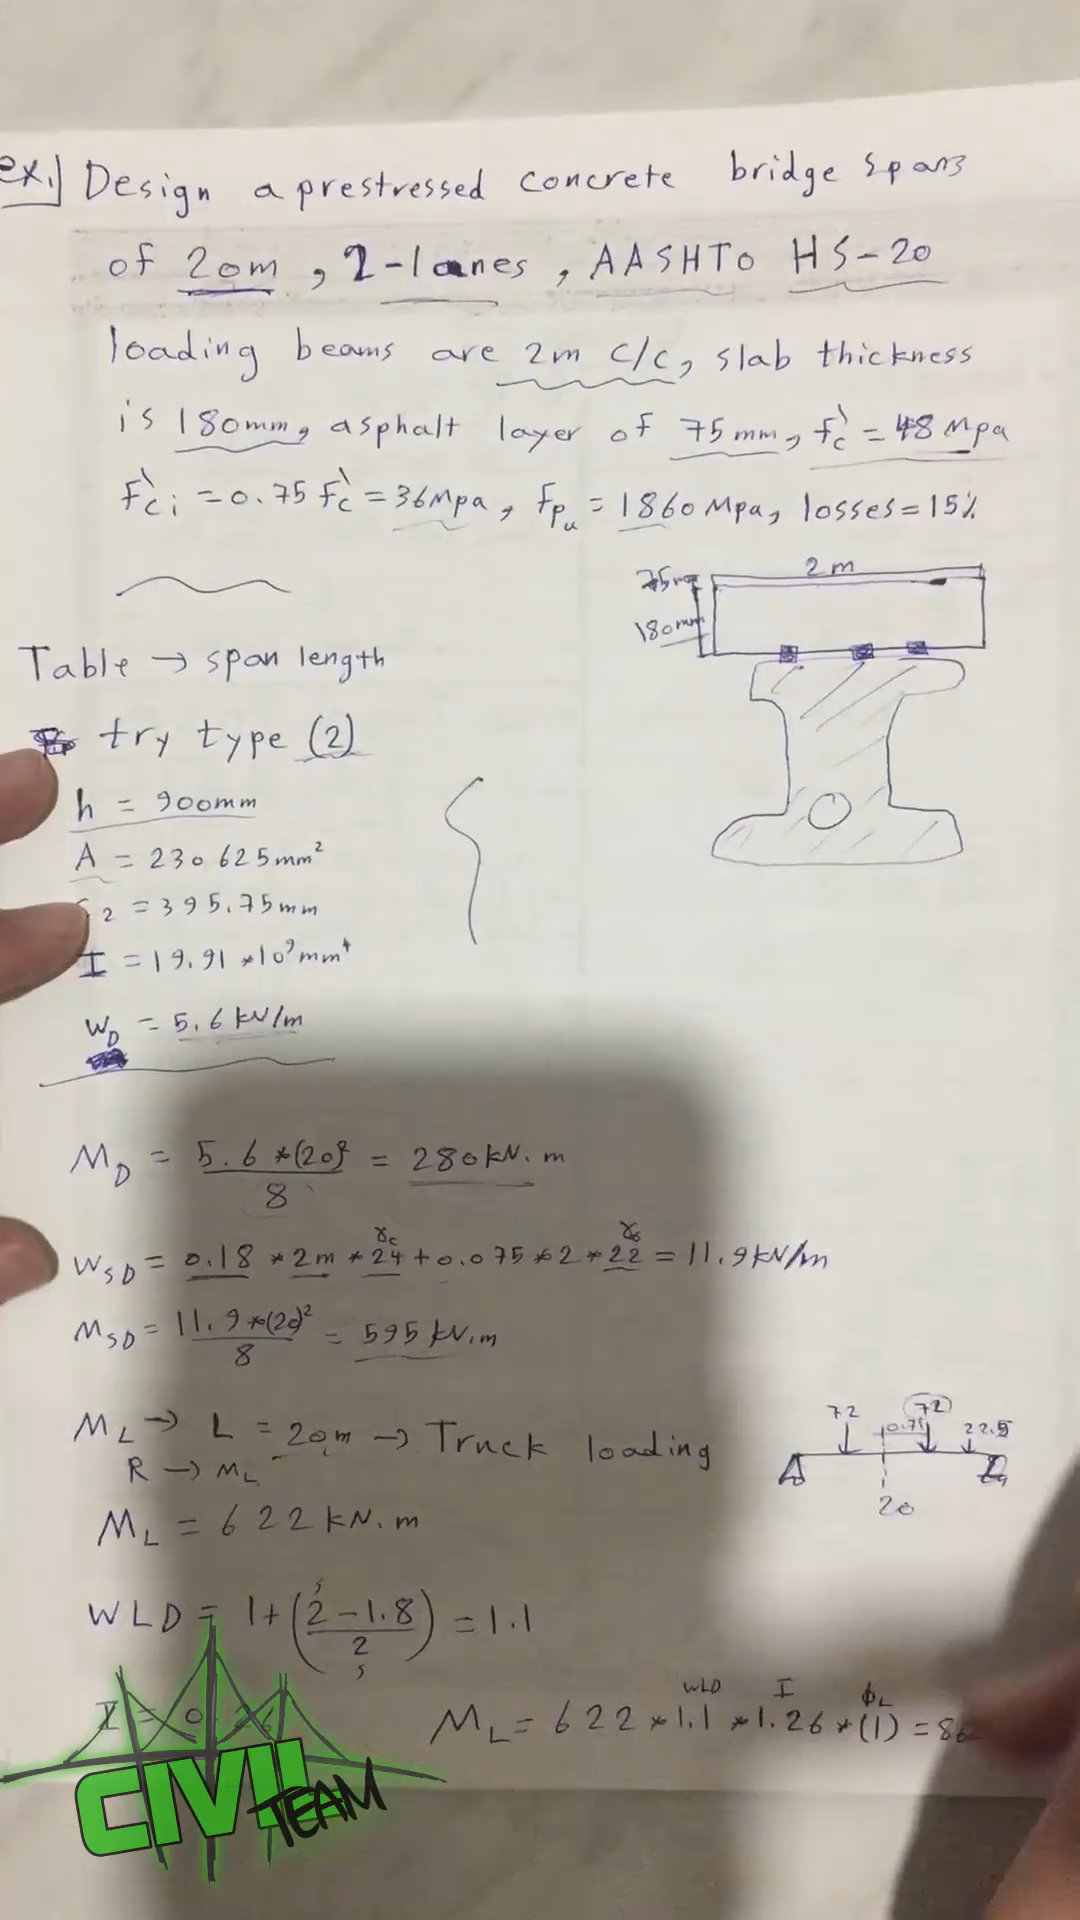 ex.1 Design a prestressed concrete bridge spans
of 20m, 2-lanes, AASHTO HS-20
loading beams are 2m c/c, slab thickness
is 180mm, asphalt layer of 75mm, f'c = 48 Mpa
F'ci = 0.75 F'c = 36Mpa, Fpu = 1860 Mpa, losses = 15%
2m
180mm
Table → span length
try type (2)
h = 900mm
A = 230625mm²
2 = 395.75mm
I = 19.91 *10⁹mm⁴
WD = 5.6 kN/m
MD = 5.6 *(20)² / 8 = 280kN.m
WSD = 0.18 * 2m * 24 + 0.075 * 2 * 22 = 11.9kN/m
γc
MSD = 11.9*(20)² / 8 = 595 kN.m
ML → L = 20m → Truck loading
R → ML
72 0.75 72 22.5
20
ML = 622 kN.m
WLD = 1+(2-1.8 / 2) = 1.1
s
s
I = 0.26
WLD I ϕL
ML = 622 *1.1 *1.26 *(1) = 86
CIVIL
TEAM